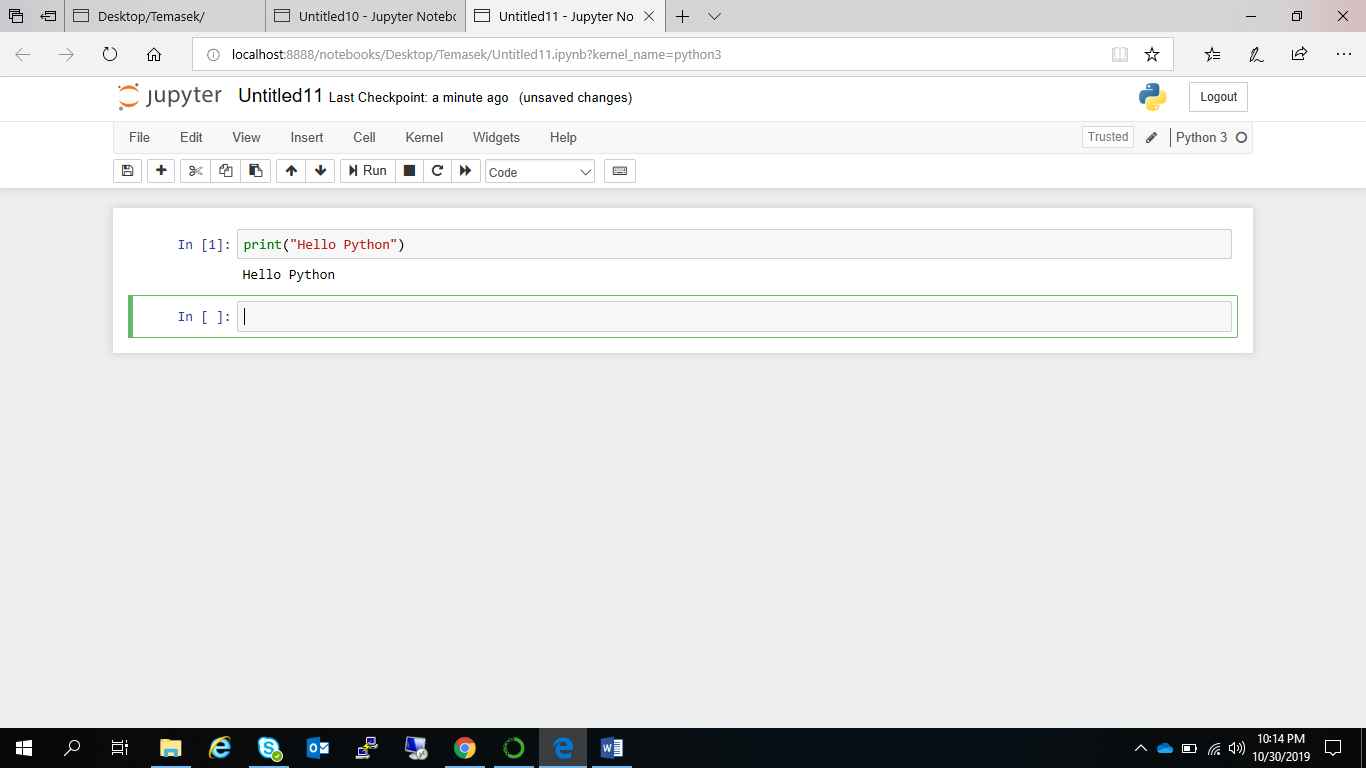 Desktop/Temasek/
Untitled10 - Jupyter Notebo
Untitled11 - Jupyter No
localhost:8888/notebooks/Desktop/Temasek/Untitled11.ipynb?kernel_name=python3
jupyter Untitled11 Last Checkpoint: a minute ago (unsaved changes) Logout
File Edit View Insert Cell Kernel Widgets Help Trusted Python 3
Run Code
In [1]: print("Hello Python")
Hello Python
In [ ]:
10:14 PM
10/30/2019